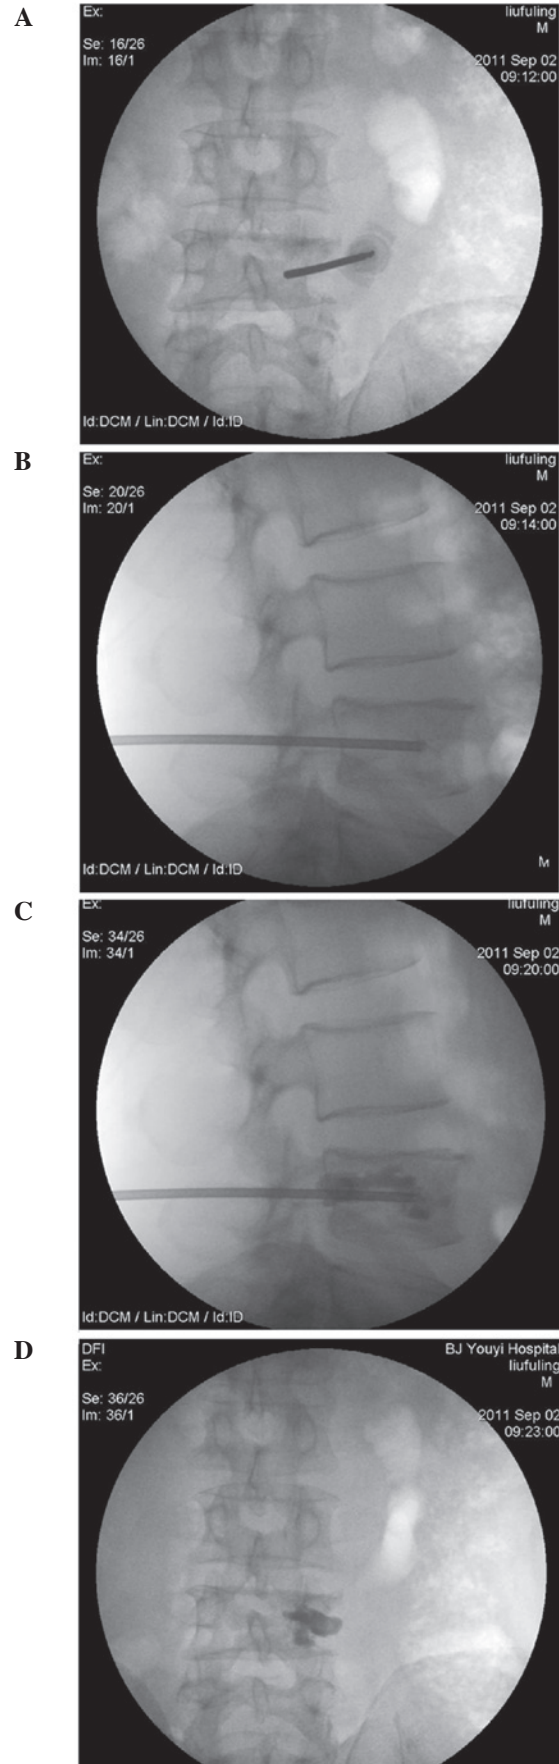 A
Ex:
liufuling
M
Se: 16/26
Im: 16/1
2011 Sep 02
09:12:00
Id:DCM / Lin:DCM / Id:ID
B
Ex:
liufuling
M
Se: 20/26
Im: 20/1
2011 Sep 02
09:14:00
Id:DCM / Lin:DCM / Id:ID
M
C
Ex:
liufuling
M
Se: 34/26
Im: 34/1
2011 Sep 02
09:20:00
Id:DCM / Lin:DCM / Id:ID
D
DFI
BJ Youyi Hospital
Ex:
liufuling
M
Se: 36/26
Im: 36/1
2011 Sep 02
09:23:00